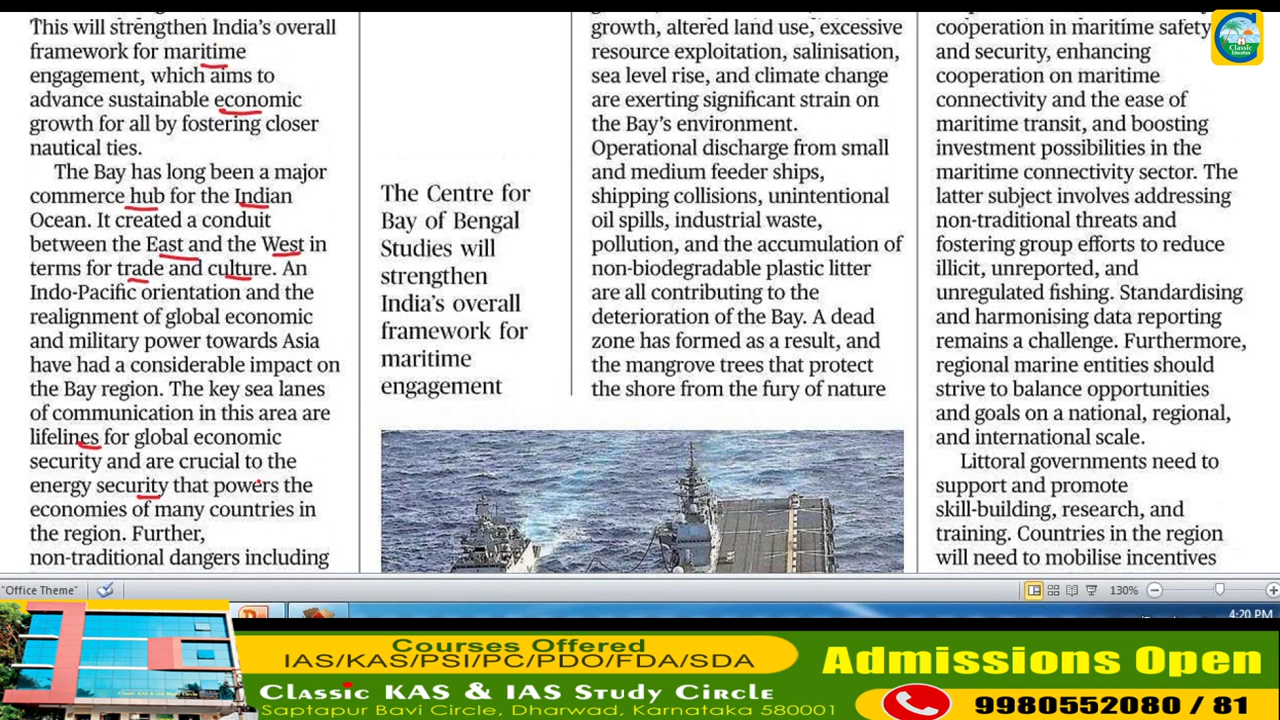 This will strengthen India's overall
framework for maritime
engagement, which aims to
advance sustainable economic
growth for all by fostering closer
nautical ties.
The Bay has long been a major
commerce hub for the Indian
Ocean. It created a conduit
between the East and the West in
terms for trade and culture. An
Indo-Pacific orientation and the
realignment of global economic
and military power towards Asia
have had a considerable impact on
the Bay region. The key sea lanes
of communication in this area are
lifelines for global economic
security and are crucial to the
energy security that powers the
economies of many countries in
the region. Further,
non-traditional dangers including
The Centre for
Bay of Bengal
Studies will
strengthen
India's overall
framework for
maritime
engagement
growth, altered land use, excessive
resource exploitation, salinisation,
sea level rise, and climate change
are exerting significant strain on
the Bay's environment.
Operational discharge from small
and medium feeder ships,
shipping collisions, unintentional
oil spills, industrial waste,
pollution, and the accumulation of
non-biodegradable plastic litter
are all contributing to the
deterioration of the Bay. A dead
zone has formed as a result, and
the mangrove trees that protect
the shore from the fury of nature
cooperation in maritime safety
and security, enhancing
cooperation on maritime
connectivity and the ease of
maritime transit, and boosting
investment possibilities in the
maritime connectivity sector. The
latter subject involves addressing
non-traditional threats and
fostering group efforts to reduce
illicit, unreported, and
unregulated fishing. Standardising
and harmonising data reporting
remains a challenge. Furthermore,
regional marine entities should
strive to balance opportunities
and goals on a national, regional,
and international scale.
Littoral governments need to
support and promote
skill-building, research, and
training. Countries in the region
will need to mobilise incentives
Classic
Education
"Office Theme"
130%
4:20 PM
Courses Offered
IAS/KAS/PSI/PC/PDO/FDA/SDA
Classic KAS & IAS Study Circle
Saptapur Bavi Circle, Dharwad, Karnataka 580001
Admissions Open
9980552080 / 81